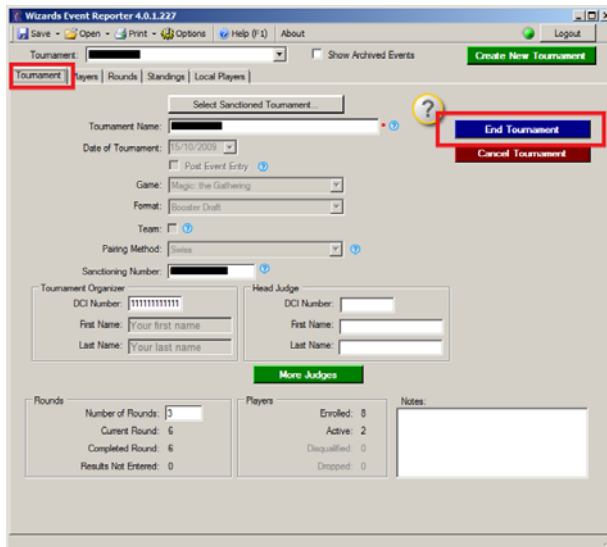 Wizards Event Reporter 4.0.1.227
Save Open Print Options Help (F1) About Logout
Tournament: Show Archived Events Create New Tournament
Tournament Players Rounds Standings Local Players
Select Sanctioned Tournament...
Tournament Name: * ? End Tournament
Date of Tournament: 15/10/2009 Cancel Tournament
Post Event Entry ?
Game: Magic: the Gathering
Format: Booster Draft
Team: ?
Pairing Method: Swiss ?
Sanctioning Number: ?
Tournament Organizer Head Judge
DCI Number: 111111111111 DCI Number:
First Name: Your first name First Name:
Last Name: Your last name Last Name:
More Judges
Rounds Players Notes:
Number of Rounds: 3 Enrolled: 8
Current Round: 6 Active: 2
Completed Round: 6 Disqualified: 0
Results Not Entered: 0 Dropped: 0